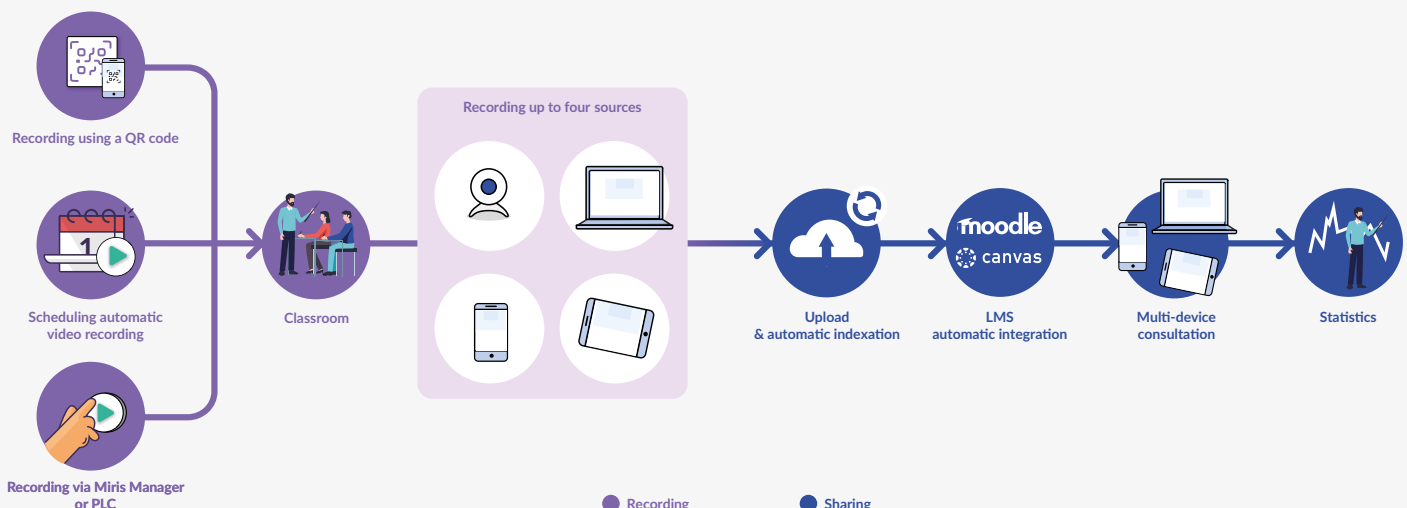 Recording using a QR code
1
Scheduling automatic
video recording
Recording via Miris Manager
or PLC
Classroom
Recording up to four sources
Upload
& automatic indexation
moodle
canvas
LMS
automatic integration
Multi-device
consultation
Statistics
Recording
Sharing